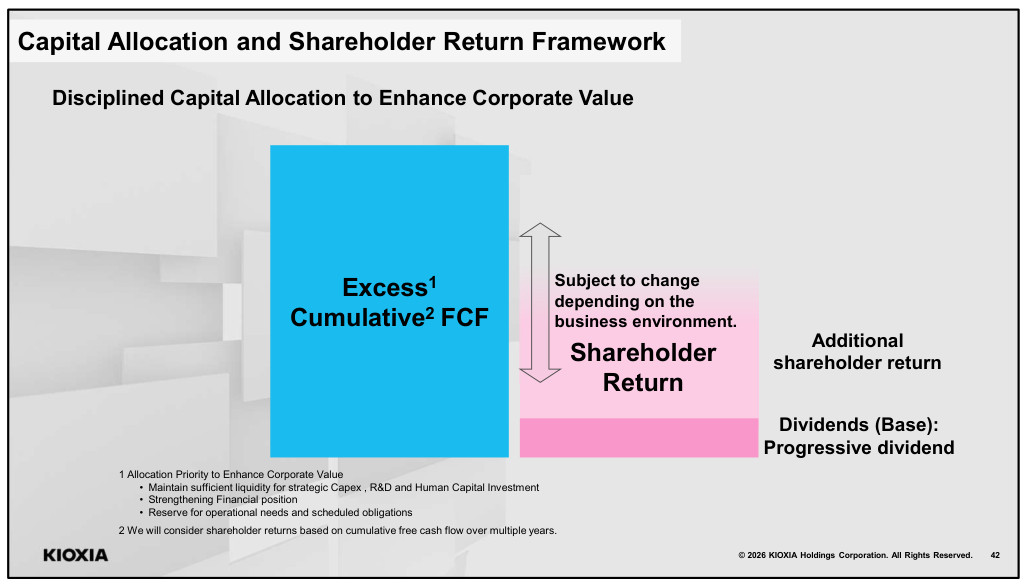 Capital Allocation and Shareholder Return Framework
Disciplined Capital Allocation to Enhance Corporate Value
Excess¹
Cumulative² FCF
Subject to change
depending on the
business environment.
Shareholder
Return
Additional
shareholder return
Dividends (Base):
Progressive dividend
1 Allocation Priority to Enhance Corporate Value
• Maintain sufficient liquidity for strategic Capex , R&D and Human Capital Investment
• Strengthening Financial position
• Reserve for operational needs and scheduled obligations
2 We will consider shareholder returns based on cumulative free cash flow over multiple years.
KIOXIA
© 2026 KIOXIA Holdings Corporation. All Rights Reserved. 42